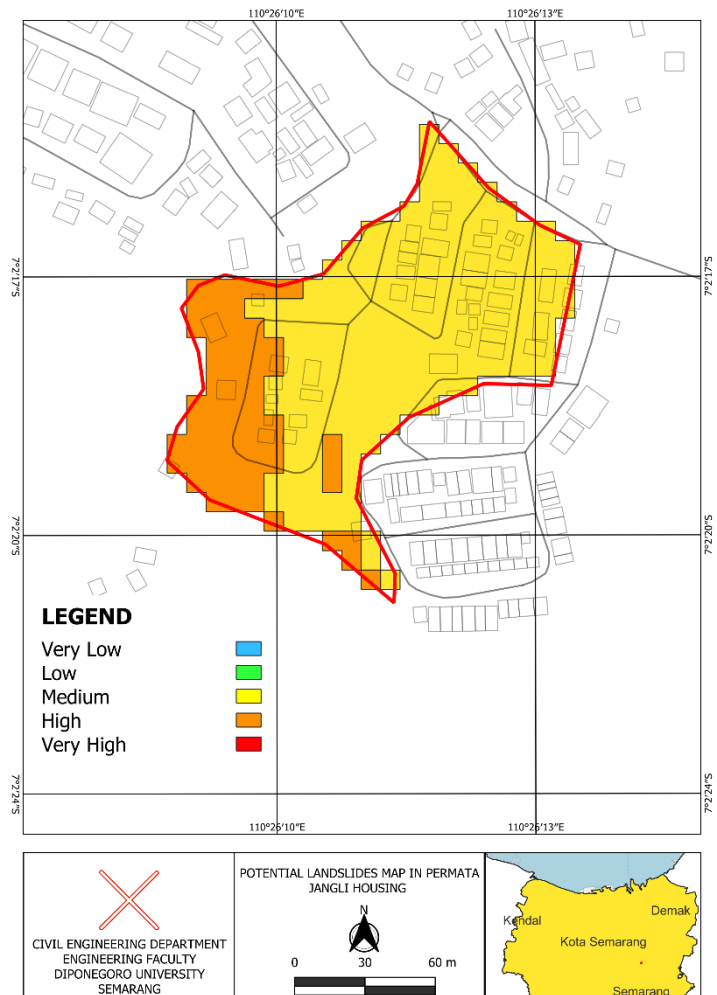 110°26′10″E 110°26′13″E
7°2′17″S 7°2′17″S
7°2′20″S 7°2′20″S
LEGEND
Very Low
Low
Medium
High
Very High
7°2′24″S 7°2′24″S
110°26′10″E 110°26′13″E
CIVIL ENGINEERING DEPARTMENT
ENGINEERING FACULTY
DIPONEGORO UNIVERSITY
SEMARANG
POTENTIAL LANDSLIDES MAP IN PERMATA
JANGLI HOUSING
N
0 30 60 m
Kendal
Demak
Kota Semarang
Semarang